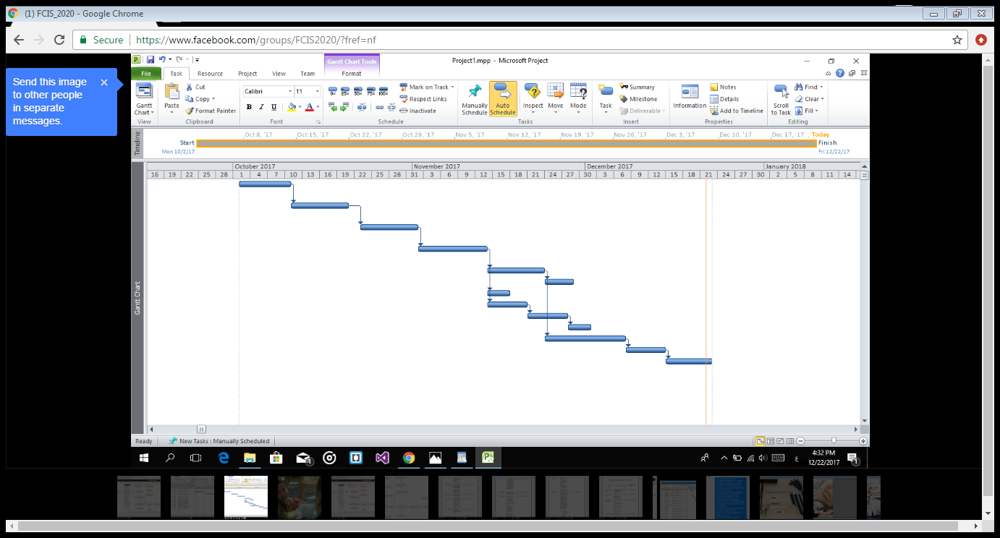 (1) FCIS_2020 - Google Chrome
Secure | https://www.facebook.com/groups/FCIS2020/?fref=nf
Send this image
to other people
in separate
messages.
Gantt Chart Tools
Project1.mpp - Microsoft Project
File Task Resource Project View Team Format
Gantt
Chart
View
Paste
Cut
Copy
Format Painter
Clipboard
Calibri 11
B I U A
Font
0% 25% 50% 75% 100%
Mark on Track
Respect Links
Inactivate
Schedule
Manually
Schedule
Auto
Schedule
Inspect
Move
Mode
Tasks
Task
Summary
Milestone
Deliverable
Insert
Information
Notes
Details
Add to Timeline
Properties
Scroll
to Task
Find
Clear
Fill
Editing
Timeline
Oct 8, '17 Oct 15, '17 Oct 22, '17 Oct 29, '17 Nov 5, '17 Nov 12, '17 Nov 19, '17 Nov 26, '17 Dec 3, '17 Dec 10, '17 Dec 17, '17 Today
Start
Mon 10/2/17
Finish
Fri 12/22/17
October 2017 November 2017 December 2017 January 2018
16 19 22 25 28 1 4 7 10 13 16 19 22 25 28 31 3 6 9 12 15 18 21 24 27 30 3 6 9 12 15 18 21 24 27 30 2 5 8 11 14
Gantt Chart
Ready New Tasks : Manually Scheduled
ع
4:32 PM
12/22/2017